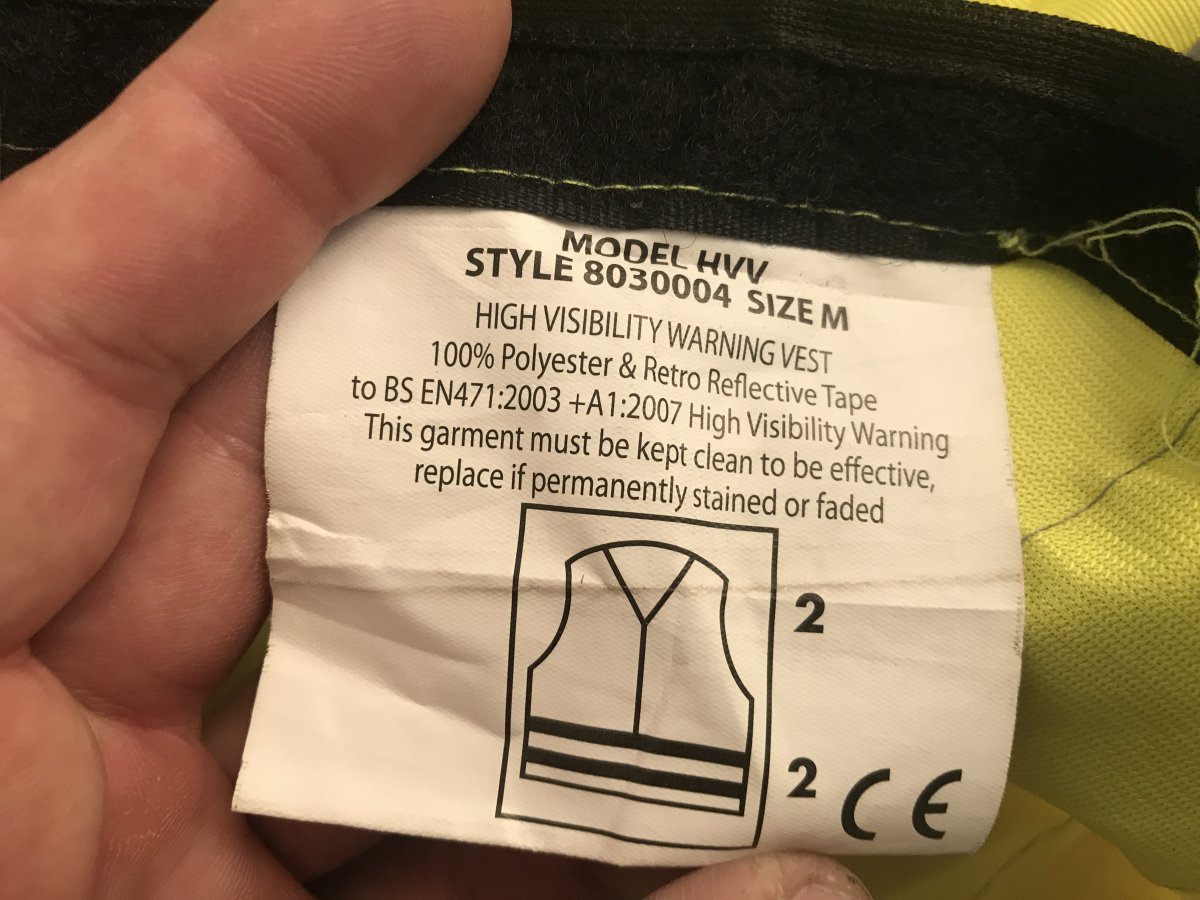 MODEL HVV
STYLE 8030004 SIZE M
HIGH VISIBILITY WARNING VEST
100% Polyester & Retro Reflective Tape
to BS EN471:2003 +A1:2007 High Visibility Warning
This garment must be kept clean to be effective,
replace if permanently stained or faded
2
2 CE